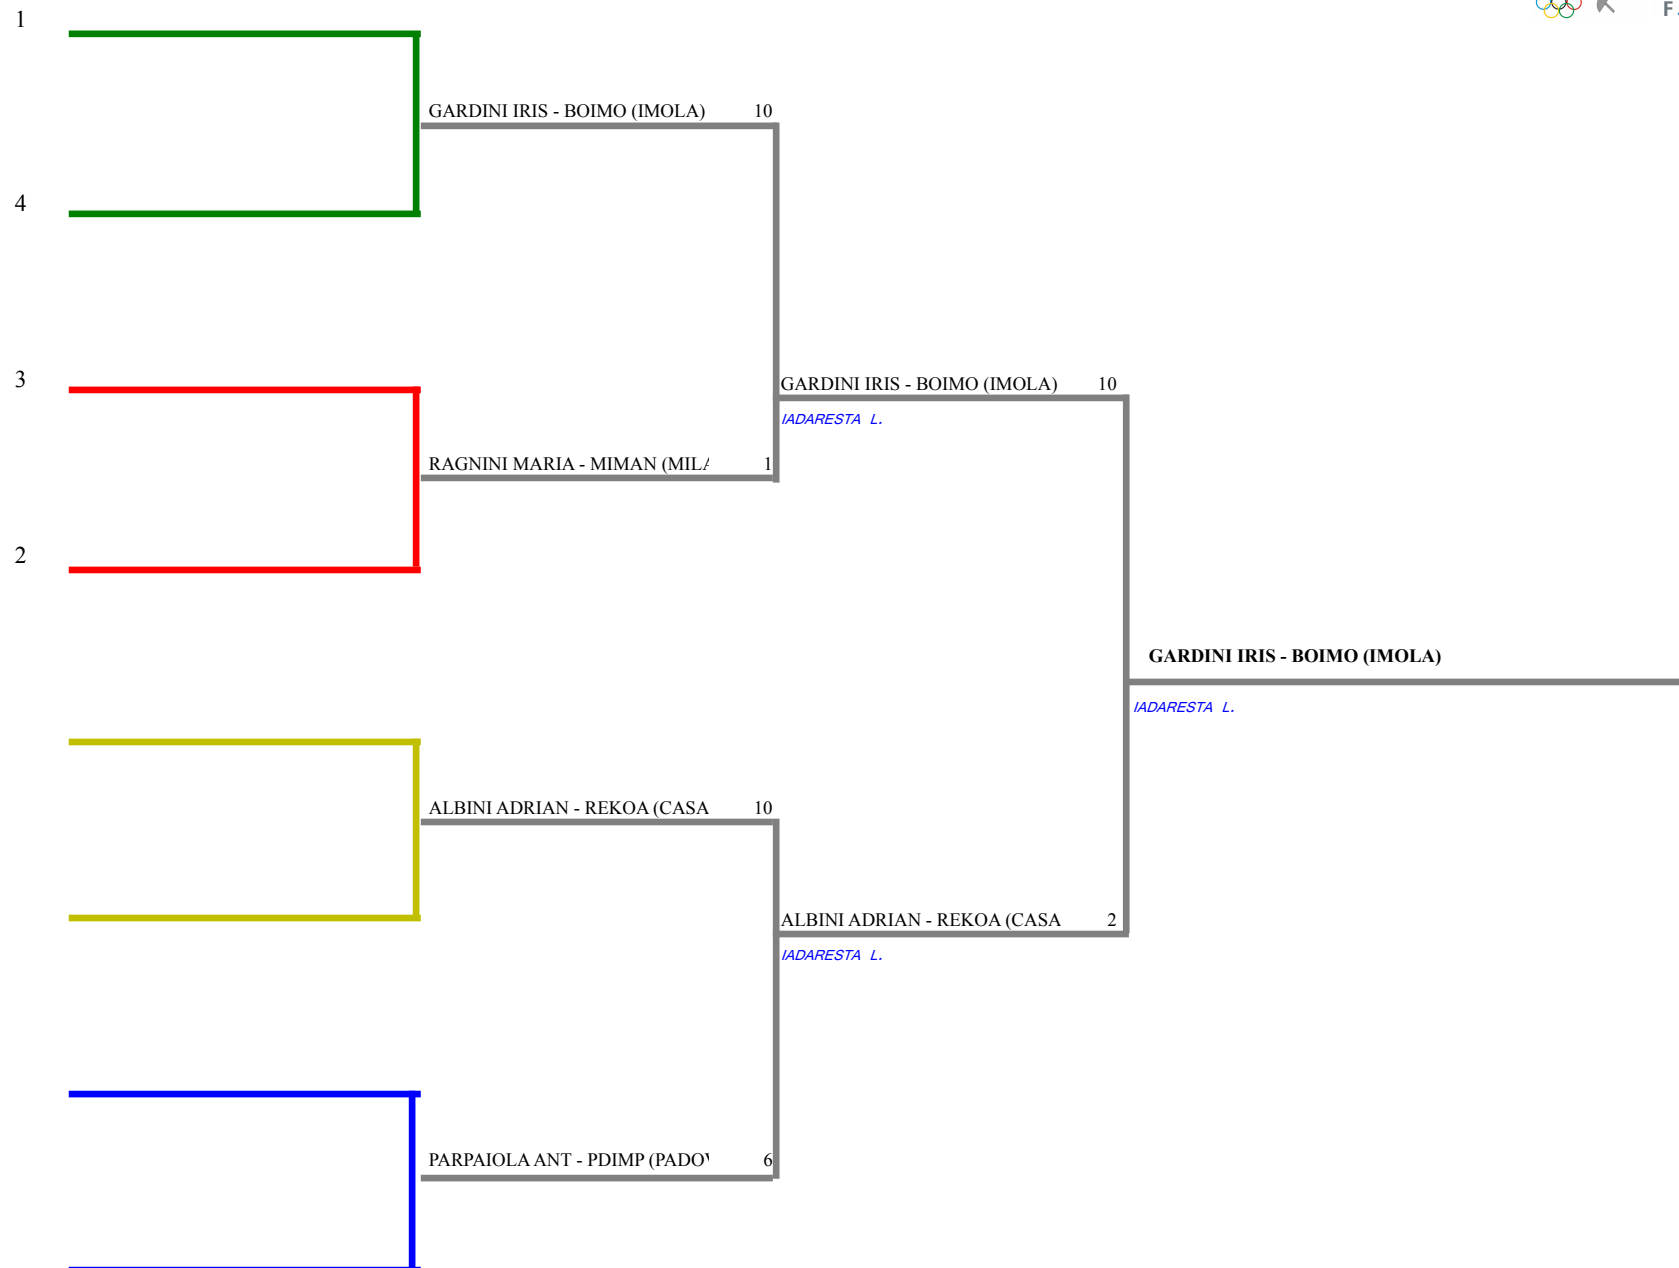 1
F
GARDINI IRIS - BOIMO (IMOLA) 10
4
3
GARDINI IRIS - BOIMO (IMOLA) 10
IADARESTA L.
RAGNINI MARIA - MIMAN (MILA 1
2
GARDINI IRIS - BOIMO (IMOLA)
IADARESTA L.
ALBINI ADRIAN - REKOA (CASA 10
ALBINI ADRIAN - REKOA (CASA 2
IADARESTA L.
PARPAIOLA ANT - PDIMP (PADOV 6